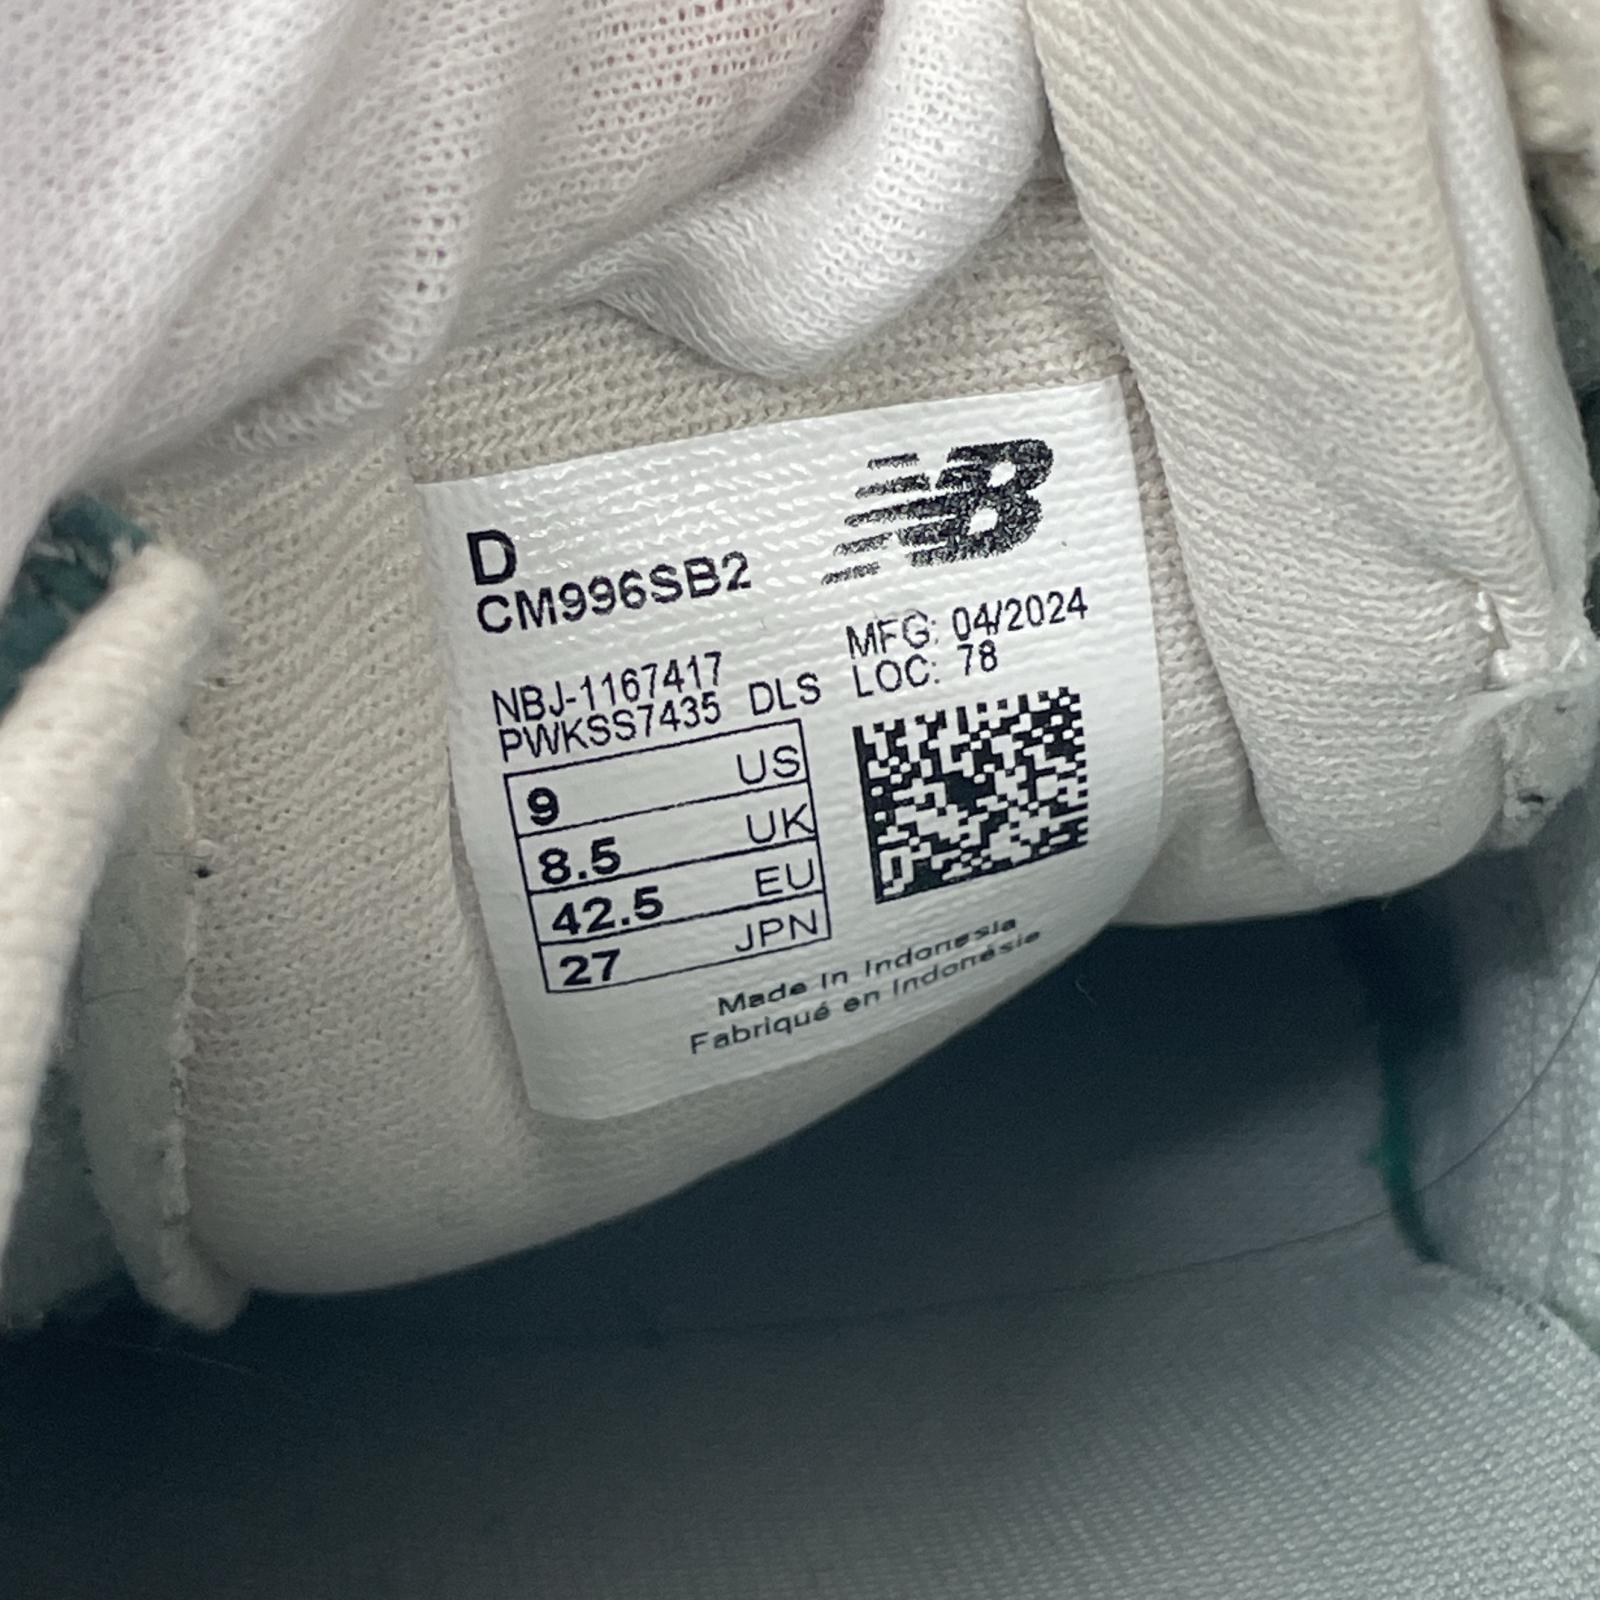 NB
D
CM996SB2
MFG: 04/2024
LOC: 78
NBJ-1167417
PWKSS7435 DLS
9 US
8.5 UK
42.5 EU
27 JPN
Made in Indonesia
Fabriqué en Indonésie